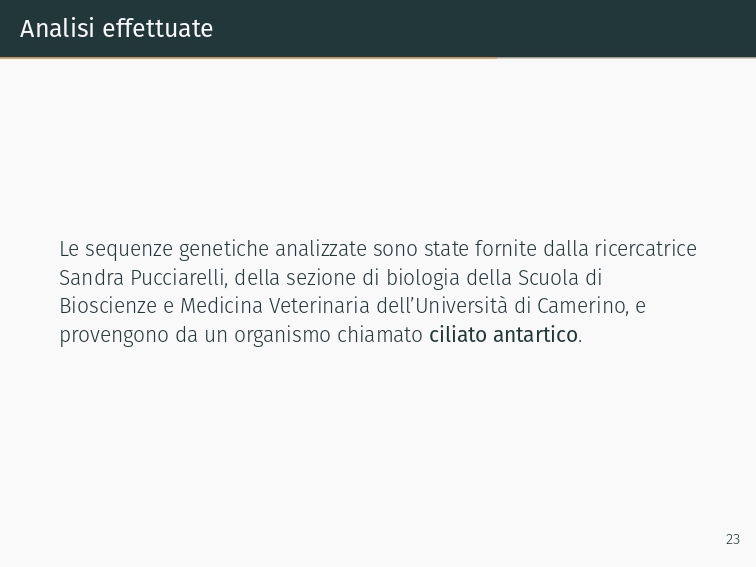 Analisi effettuate
Le sequenze genetiche analizzate sono state fornite dalla ricercatrice
Sandra Pucciarelli, della sezione di biologia della Scuola di
Bioscienze e Medicina Veterinaria dell’Università di Camerino, e
provengono da un organismo chiamato ciliato antartico.
23